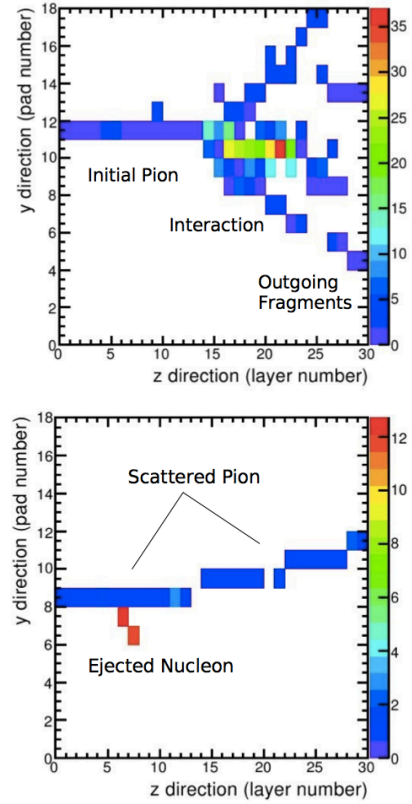 18
16
14
12
10
8
6
4
2
0
y direction (pad number)
Initial Pion
Interaction
Outgoing
Fragments
0 5 10 15 20 25 30
z direction (layer number)
35
30
25
20
15
10
5
0
18
16
14
12
10
8
6
4
2
0
y direction (pad number)
Scattered Pion
Ejected Nucleon
0 5 10 15 20 25 30
z direction (layer number)
12
10
8
6
4
2
0